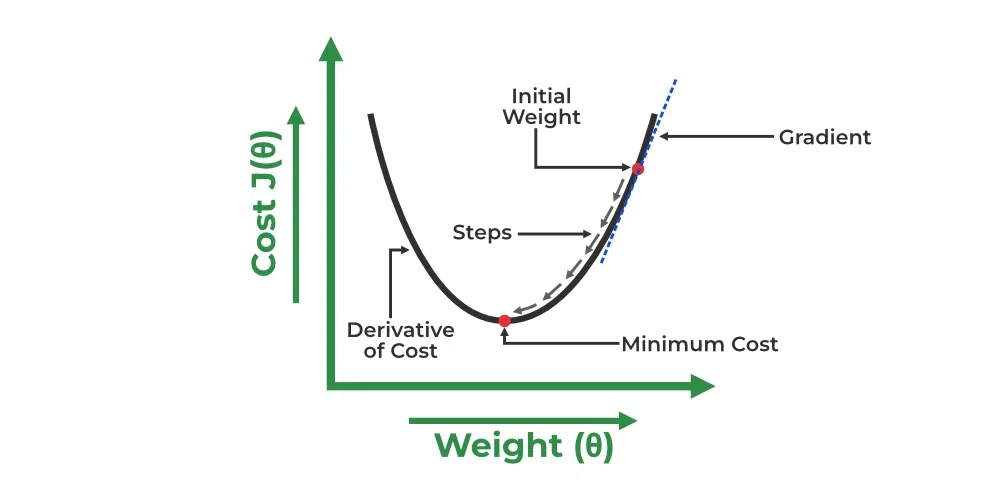 Initial
Weight
Gradient
Cost J(θ)
Steps
Derivative
of Cost
Minimum Cost
Weight (θ)